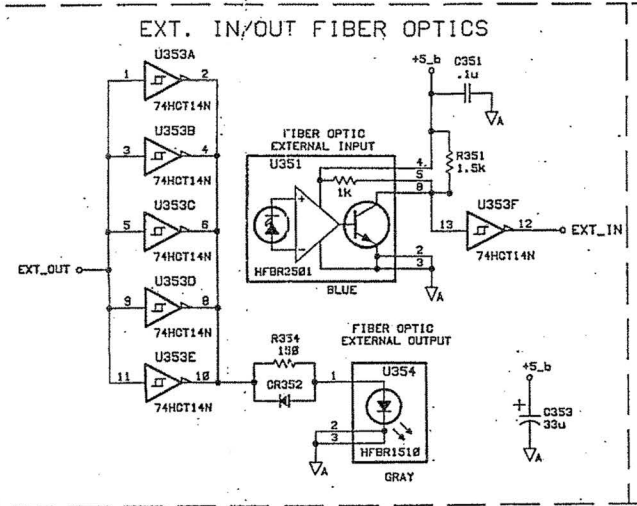 EXT. IN/OUT FIBER OPTICS
U353A
1
2
74HCT14N
U353B
3
4
74HCT14N
U353C
5
6
74HCT14N
EXT_OUT
U353D
9
8
74HCT14N
U353E
11
10
74HCT14N
+5_b
C351
.1u
A
FIBER OPTIC
EXTERNAL INPUT
U351
4
5
8
1k
R351
1.5k
+
-
HFBR2501
2
3
BLUE
A
U353F
13
12
EXT_IN
74HCT14N
FIBER OPTIC
EXTERNAL OUTPUT
R354
150
CR352
1
U354
2
3
HFBR1510
A
GRAY
+5_b
+
C353
33u
A